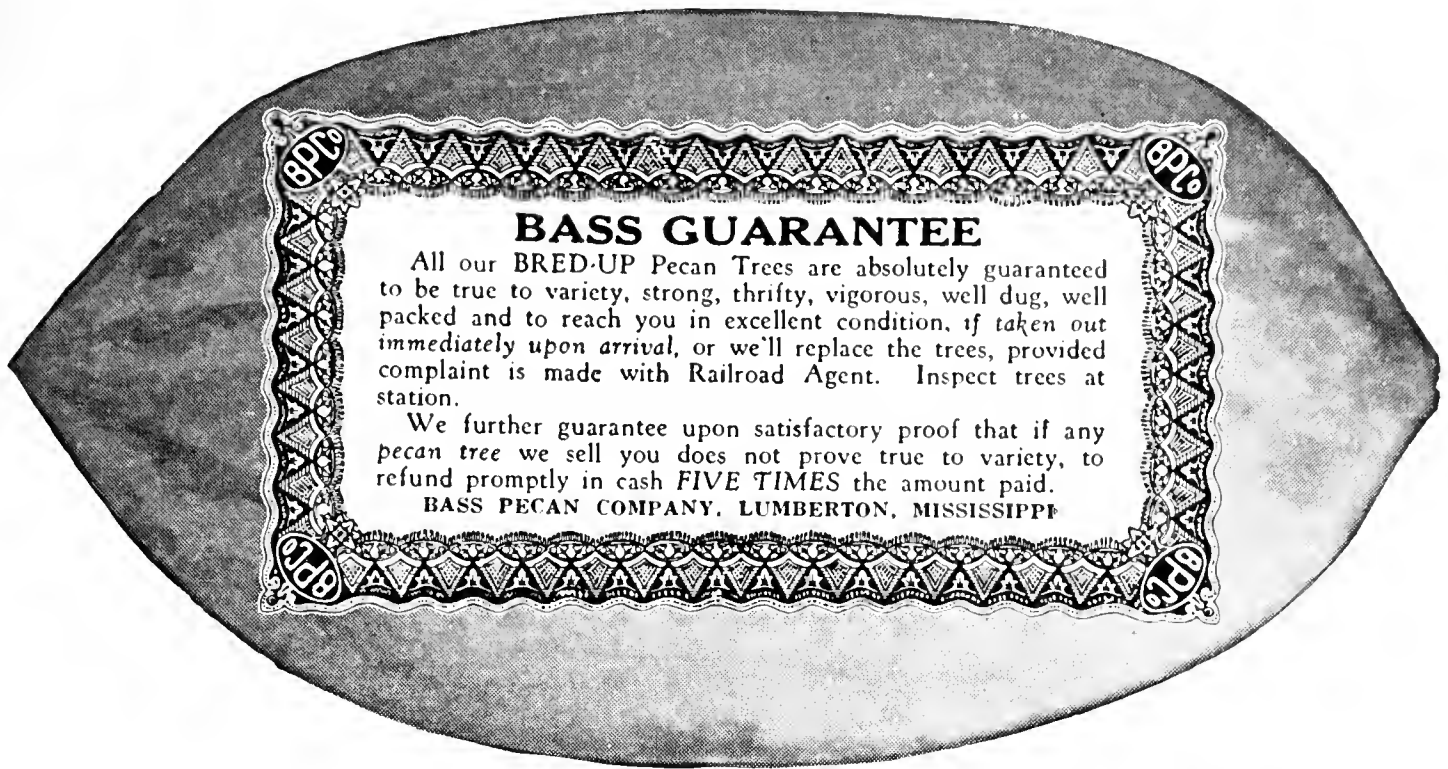 BPCo BPCo
BASS GUARANTEE
All our BRED-UP Pecan Trees are absolutely guaranteed
to be true to variety, strong, thrifty, vigorous, well dug, well
packed and to reach you in excellent condition, if taken out
immediately upon arrival, or we'll replace the trees, provided
complaint is made with Railroad Agent. Inspect trees at
station.
We further guarantee upon satisfactory proof that if any
pecan tree we sell you does not prove true to variety, to
refund promptly in cash FIVE TIMES the amount paid.
BASS PECAN COMPANY, LUMBERTON, MISSISSIPPI
BPCo BPCo